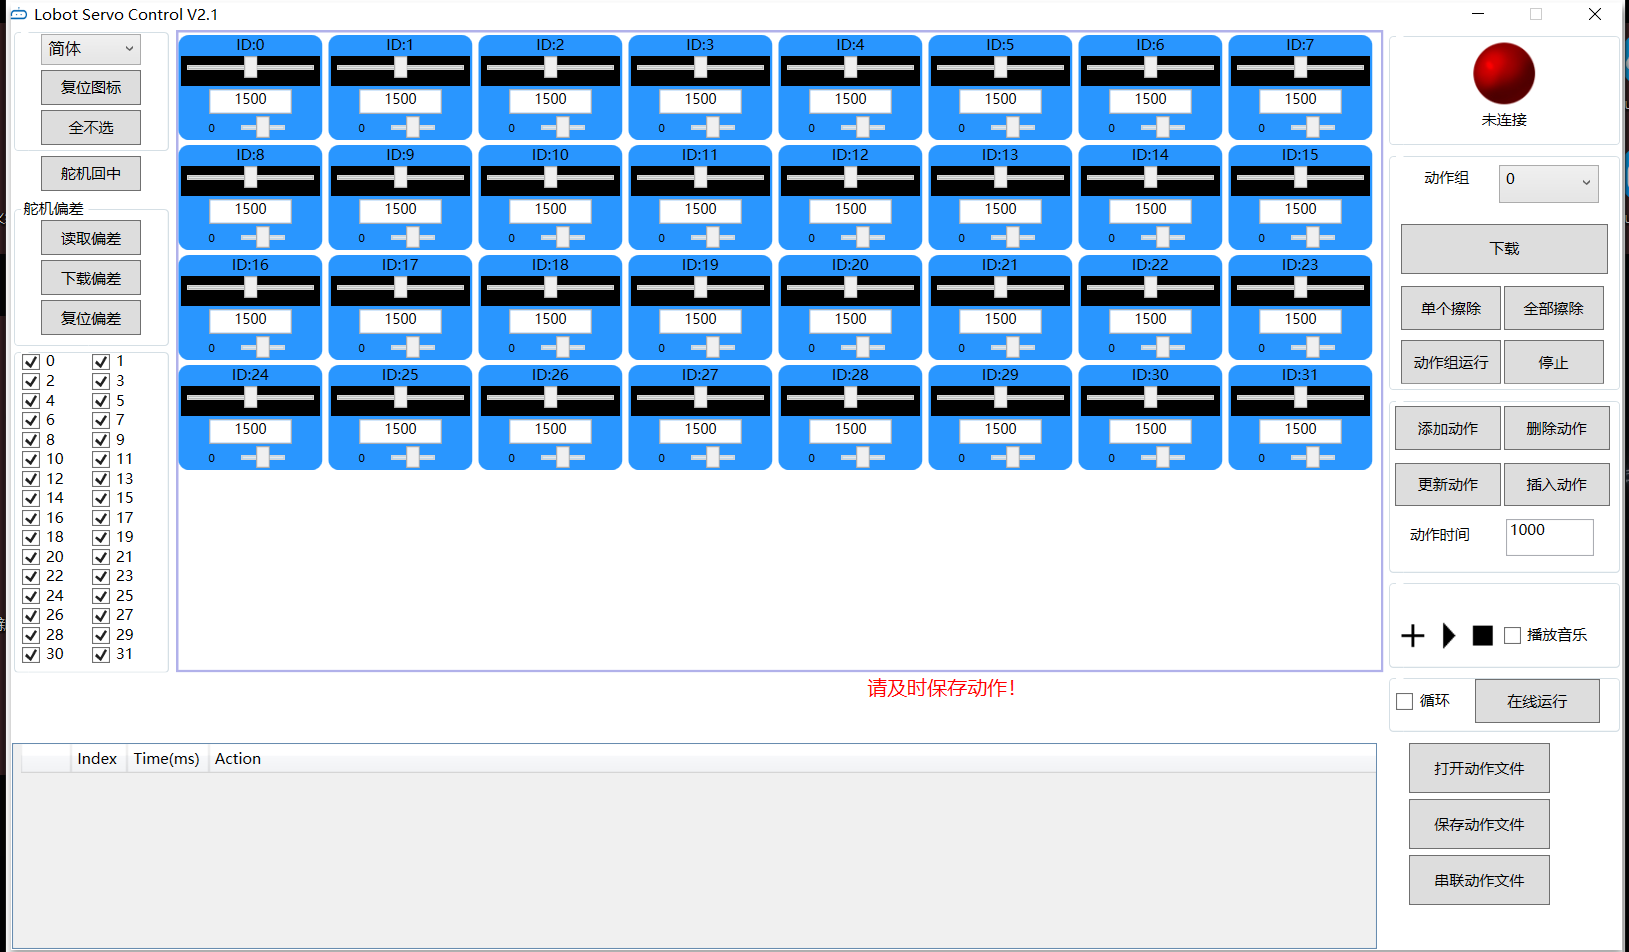 Lobot Servo Control V2.1
简体
复位图标
全不选
舵机回中
舵机偏差
读取偏差
下载偏差
复位偏差
0 1
2 3
4 5
6 7
8 9
10 11
12 13
14 15
16 17
18 19
20 21
22 23
24 25
26 27
28 29
30 31
ID:0 ID:1 ID:2 ID:3 ID:4 ID:5 ID:6 ID:7
1500 1500 1500 1500 1500 1500 1500 1500
0 0 0 0 0 0 0 0
ID:8 ID:9 ID:10 ID:11 ID:12 ID:13 ID:14 ID:15
1500 1500 1500 1500 1500 1500 1500 1500
0 0 0 0 0 0 0 0
ID:16 ID:17 ID:18 ID:19 ID:20 ID:21 ID:22 ID:23
1500 1500 1500 1500 1500 1500 1500 1500
0 0 0 0 0 0 0 0
ID:24 ID:25 ID:26 ID:27 ID:28 ID:29 ID:30 ID:31
1500 1500 1500 1500 1500 1500 1500 1500
0 0 0 0 0 0 0 0
请及时保存动作！
Index Time(ms) Action
未连接
动作组 0
下载
单个擦除 全部擦除
动作组运行 停止
添加动作 删除动作
更新动作 插入动作
动作时间 1000
播放音乐
循环 在线运行
打开动作文件
保存动作文件
串联动作文件